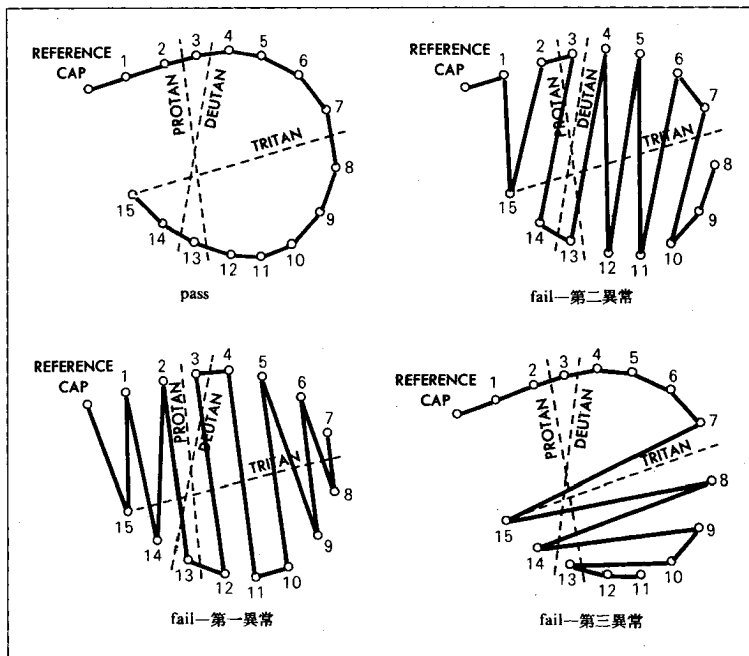 REFERENCE
CAP
1
2
3
4
5
6
7
8
9
10
11
12
13
14
15
PROTAN
DEUTAN
TRITAN
pass
REFERENCE
CAP
1
2
3
4
5
6
7
8
9
10
11
12
13
14
15
PROTAN
DEUTAN
TRITAN
fail—第二異常
REFERENCE
CAP
1
2
3
4
5
6
7
8
9
10
11
12
13
14
15
PROTAN
DEUTAN
TRITAN
fail—第一異常
REFERENCE
CAP
1
2
3
4
5
6
7
8
9
10
11
12
13
14
15
PROTAN
DEUTAN
TRITAN
fail—第三異常